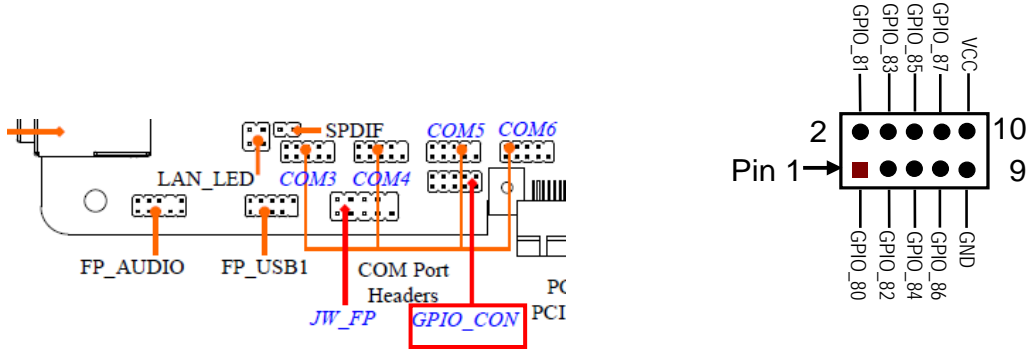 SPDIF
COM5
COM6
LAN_LED
COM3
COM4
FP_AUDIO
FP_USB1
COM Port
Headers
JW_FP
GPIO_CON
PCI
GPIO_81
GPIO_83
GPIO_85
GPIO_87
VCC
2
10
Pin 1
9
GPIO_80
GPIO_82
GPIO_84
GPIO_86
GND